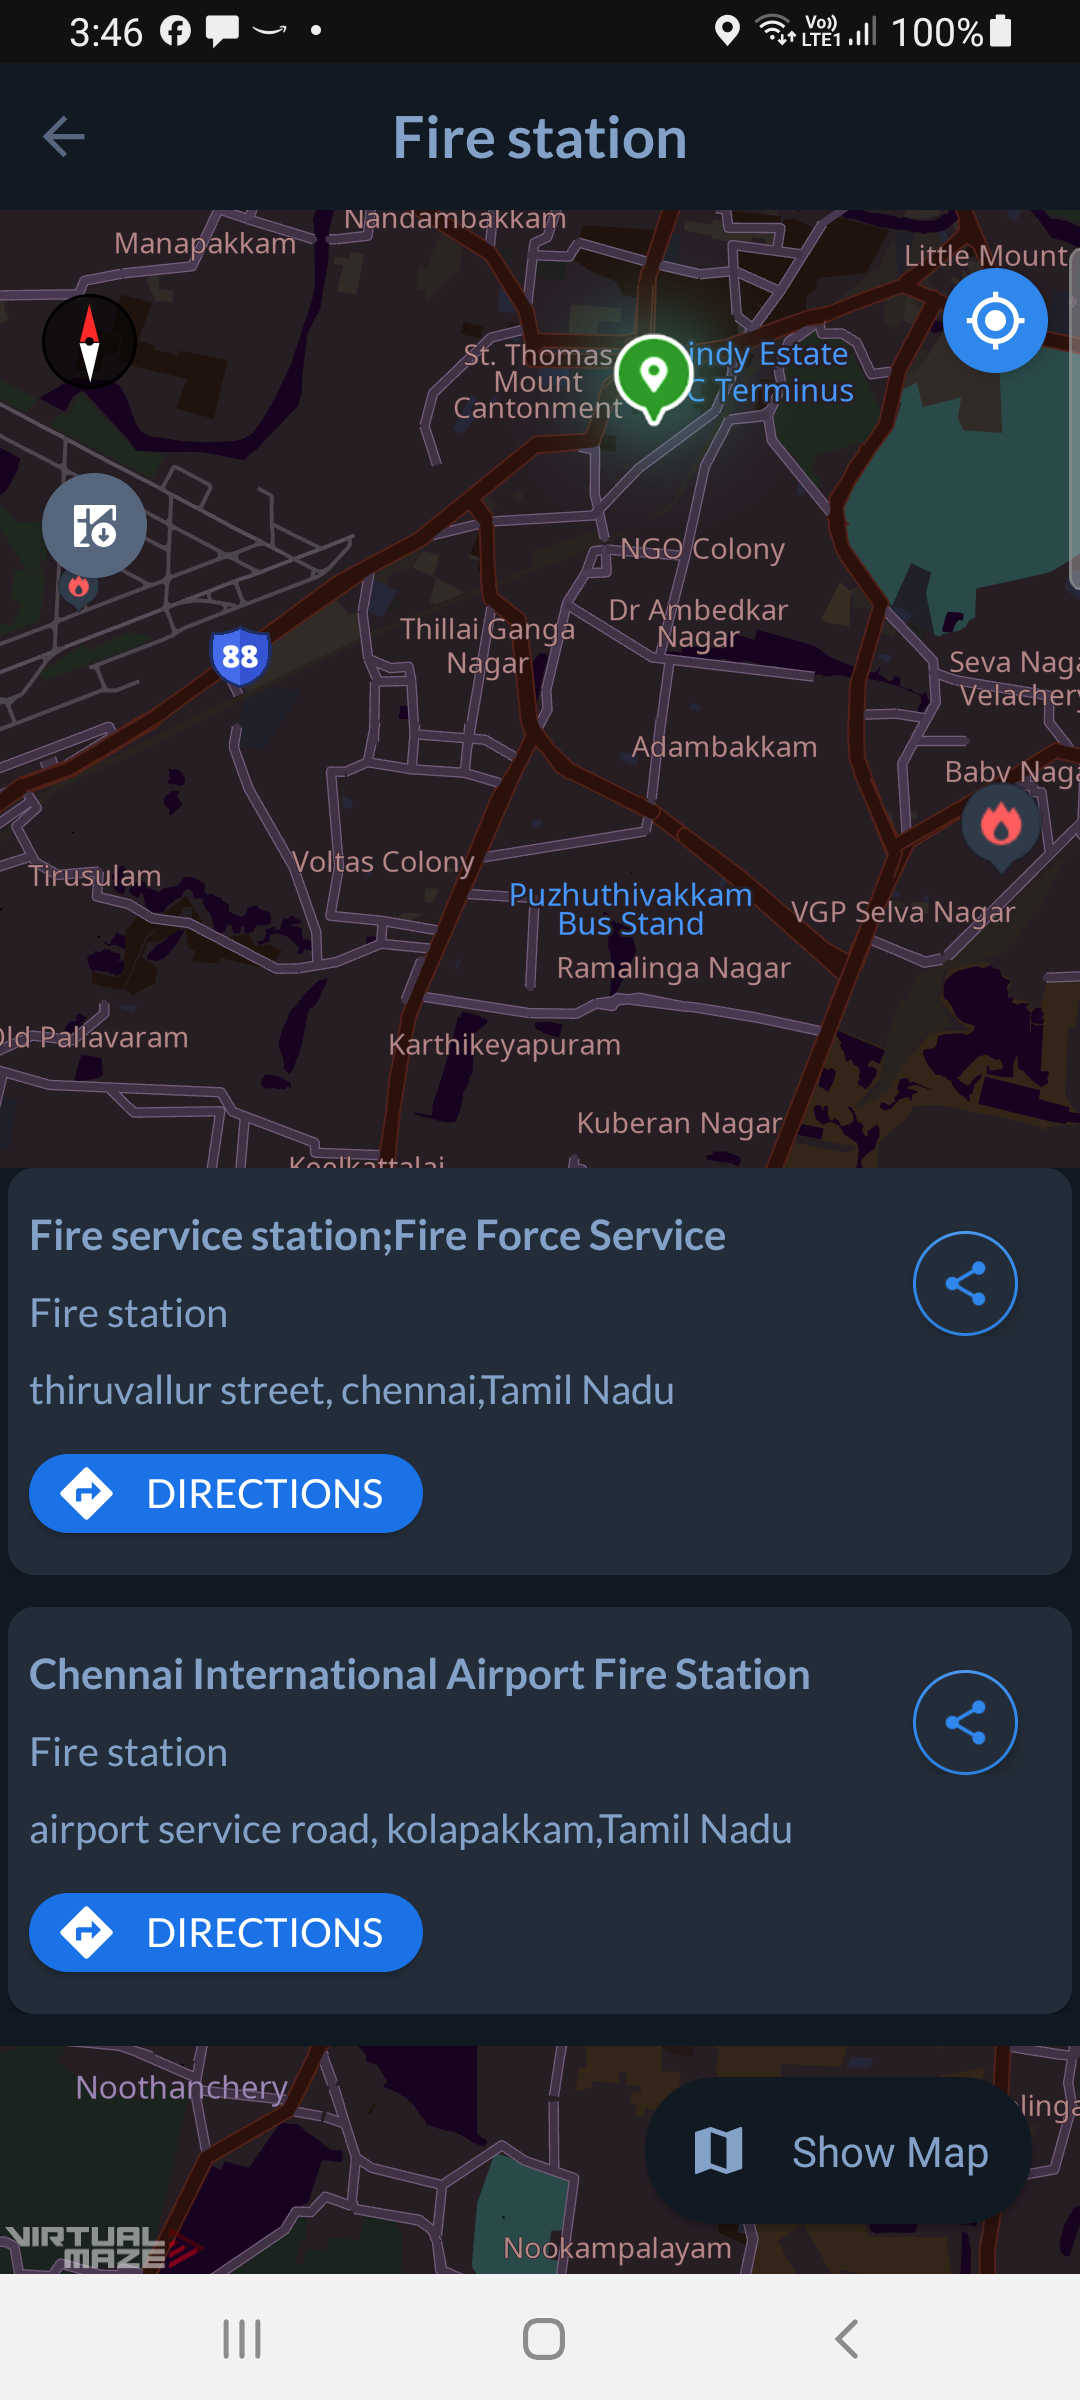 3:46
Vo))
LTE1
100%
Fire station
Nandambakkam
Manapakkam
Little Mount
St. Thomas
Mount
Cantonment
indy Estate
C Terminus
NGO Colony
Dr Ambedkar
Nagar
Thillai Ganga
Nagar
88
Seva Naga
Velachery
Adambakkam
Baby Naga
Voltas Colony
Tirusulam
Puzhuthivakkam
Bus Stand
VGP Selva Nagar
Ramalinga Nagar
Old Pallavaram
Karthikeyapuram
Kuberan Nagar
Keelkattalai
Fire service station;Fire Force Service
Fire station
thiruvallur street, chennai,Tamil Nadu
DIRECTIONS
Chennai International Airport Fire Station
Fire station
airport service road, kolapakkam,Tamil Nadu
DIRECTIONS
Noothanchery
linga
Show Map
VIRTUAL
MAZE
Nookampalayam